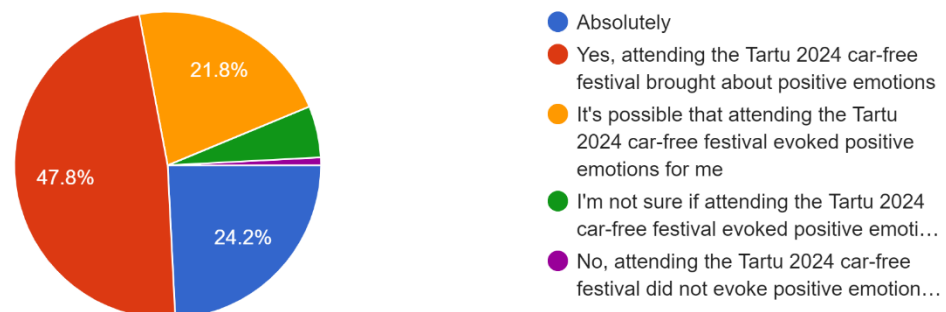 21.8%
47.8%
24.2%
Absolutely
Yes, attending the Tartu 2024 car-free
festival brought about positive emotions
It's possible that attending the Tartu
2024 car-free festival evoked positive
emotions for me
I'm not sure if attending the Tartu 2024
car-free festival evoked positive emoti...
No, attending the Tartu 2024 car-free
festival did not evoke positive emotion...